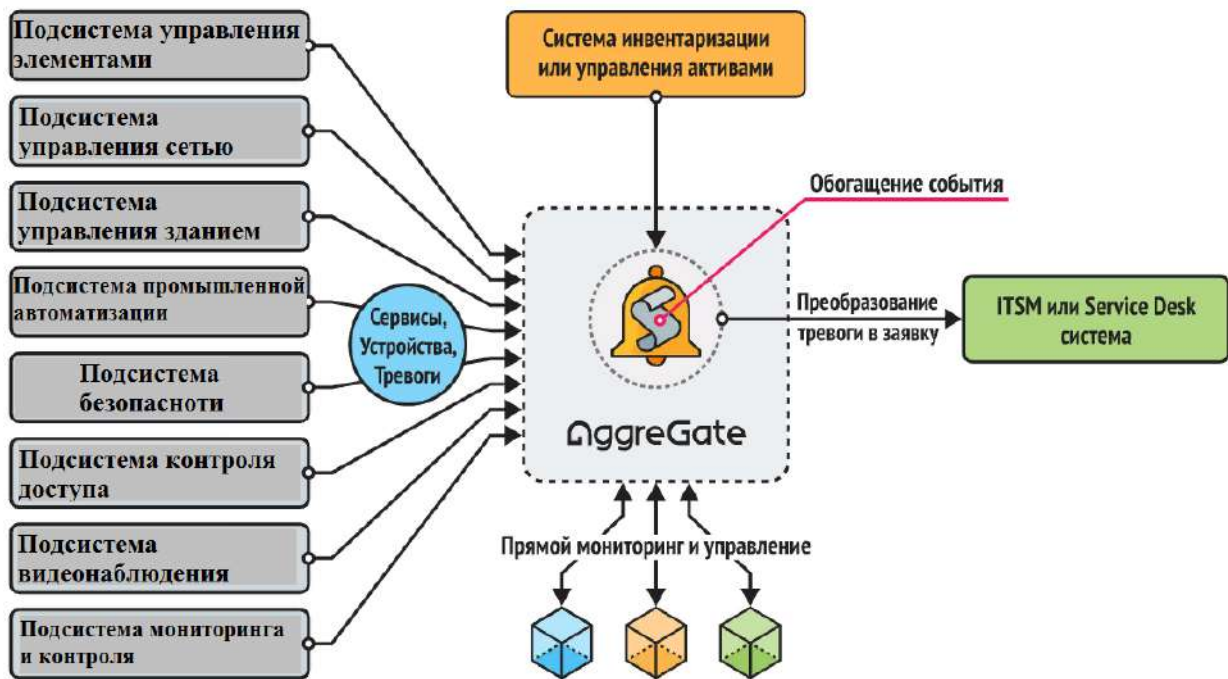 Подсистема управления
элементами
Подсистема
управления сетью
Подсистема
управления зданием
Подсистема промышленной
автоматизации
Подсистема
безопасноти
Подсистема контроля
доступа
Подсистема
видеонаблюдения
Подсистема мониторинга
и контроля
Сервисы,
Устройства,
Тревоги
Система инвентаризации
или управления активами
Обогащение события
AggreGate
Преобразование
тревоги в заявку
ITSM или Service Desk
система
Прямой мониторинг и управление